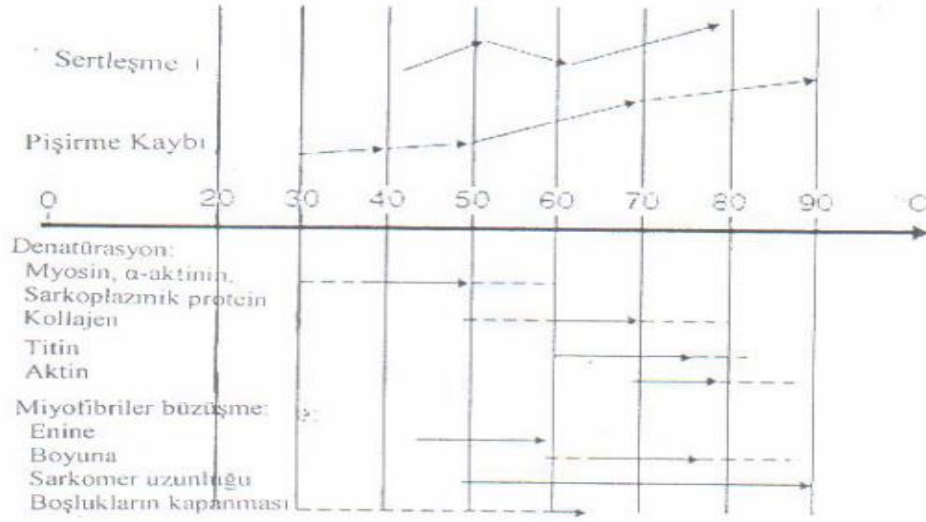 Sertleşme
Pişirme Kaybı
0 20 30 40 50 60 70 80 90 °C
Denatürasyon:
Myosin, α-aktinin.
Sarkoplazmik protein
Kollajen
Titin
Aktin
Miyofibriler büzüşme:
Enine
Boyuna
Sarkomer uzunluğu
Boşlukların kapanması